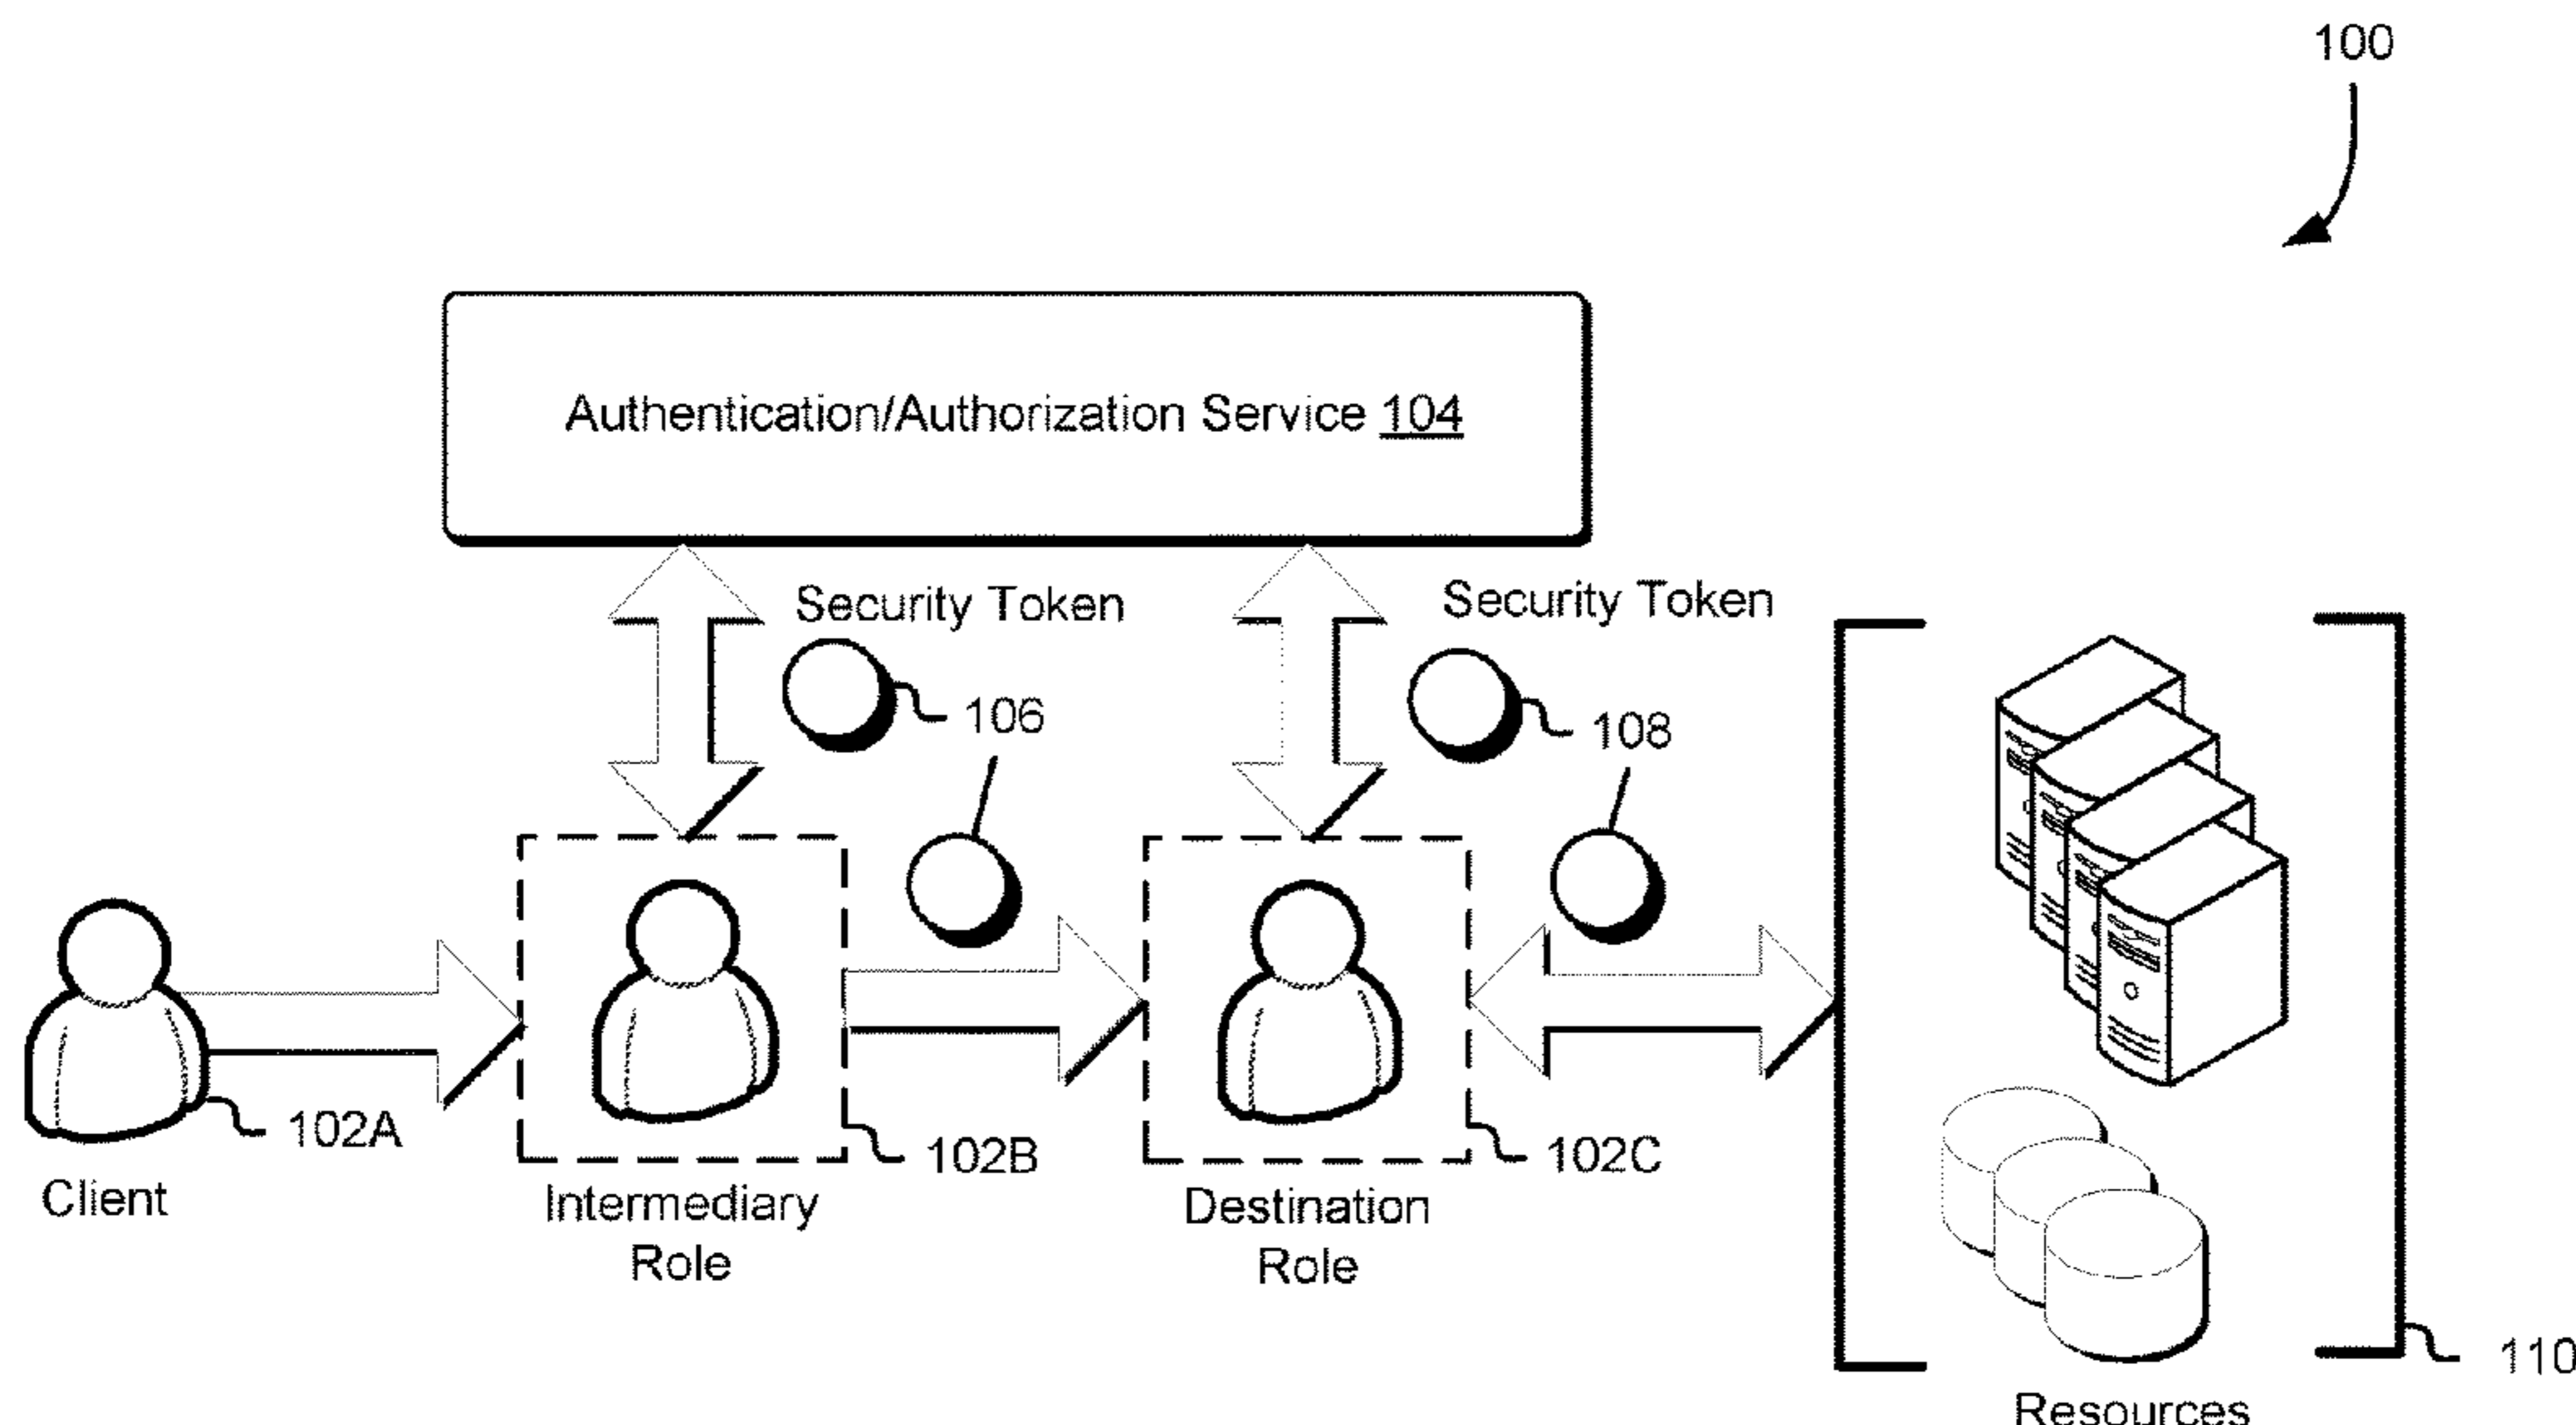 100
Authentication/Authorization Service 104
Security Token
Security Token
106
108
102A
102B
102C
Client
Intermediary
Role
Destination
Role
110
Resources